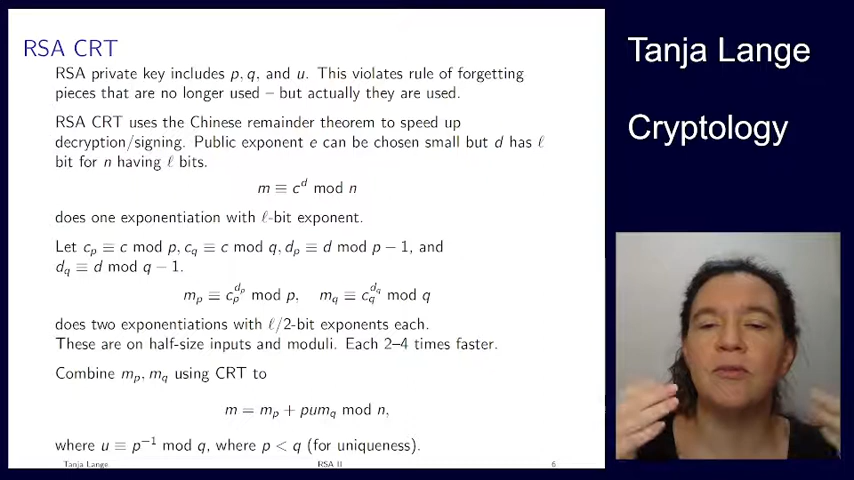 RSA CRT
RSA private key includes p, q, and u. This violates rule of forgetting
pieces that are no longer used – but actually they are used.
RSA CRT uses the Chinese remainder theorem to speed up
decryption/signing. Public exponent e can be chosen small but d has ℓ
bit for n having ℓ bits.
m ≡ c^d mod n
does one exponentiation with ℓ-bit exponent.
Let c_p ≡ c mod p, c_q ≡ c mod q, d_p ≡ d mod p − 1, and
d_q ≡ d mod q − 1.
m_p ≡ c_p^{d_p} mod p, m_q ≡ c_q^{d_q} mod q
does two exponentiations with ℓ/2-bit exponents each.
These are on half-size inputs and moduli. Each 2–4 times faster.
Combine m_p, m_q using CRT to
m = m_p + pum_q mod n,
where u ≡ p^{−1} mod q, where p < q (for uniqueness).
Tanja Lange RSA II 6
Tanja Lange
Cryptology